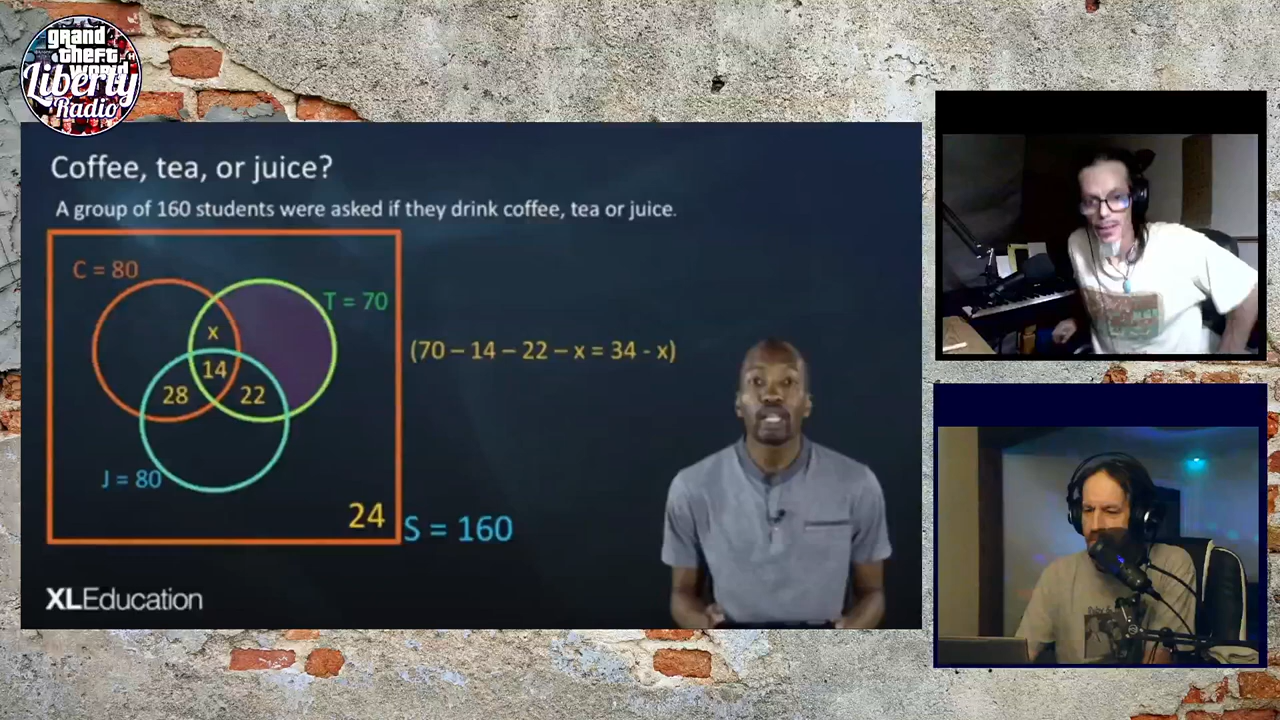 grand
theft
world
Liberty
Radio
Coffee, tea, or juice?
A group of 160 students were asked if they drink coffee, tea or juice.
C = 80
T = 70
x
(70 – 14 – 22 – x = 34 - x)
14
28
22
J = 80
24
S = 160
XLEducation